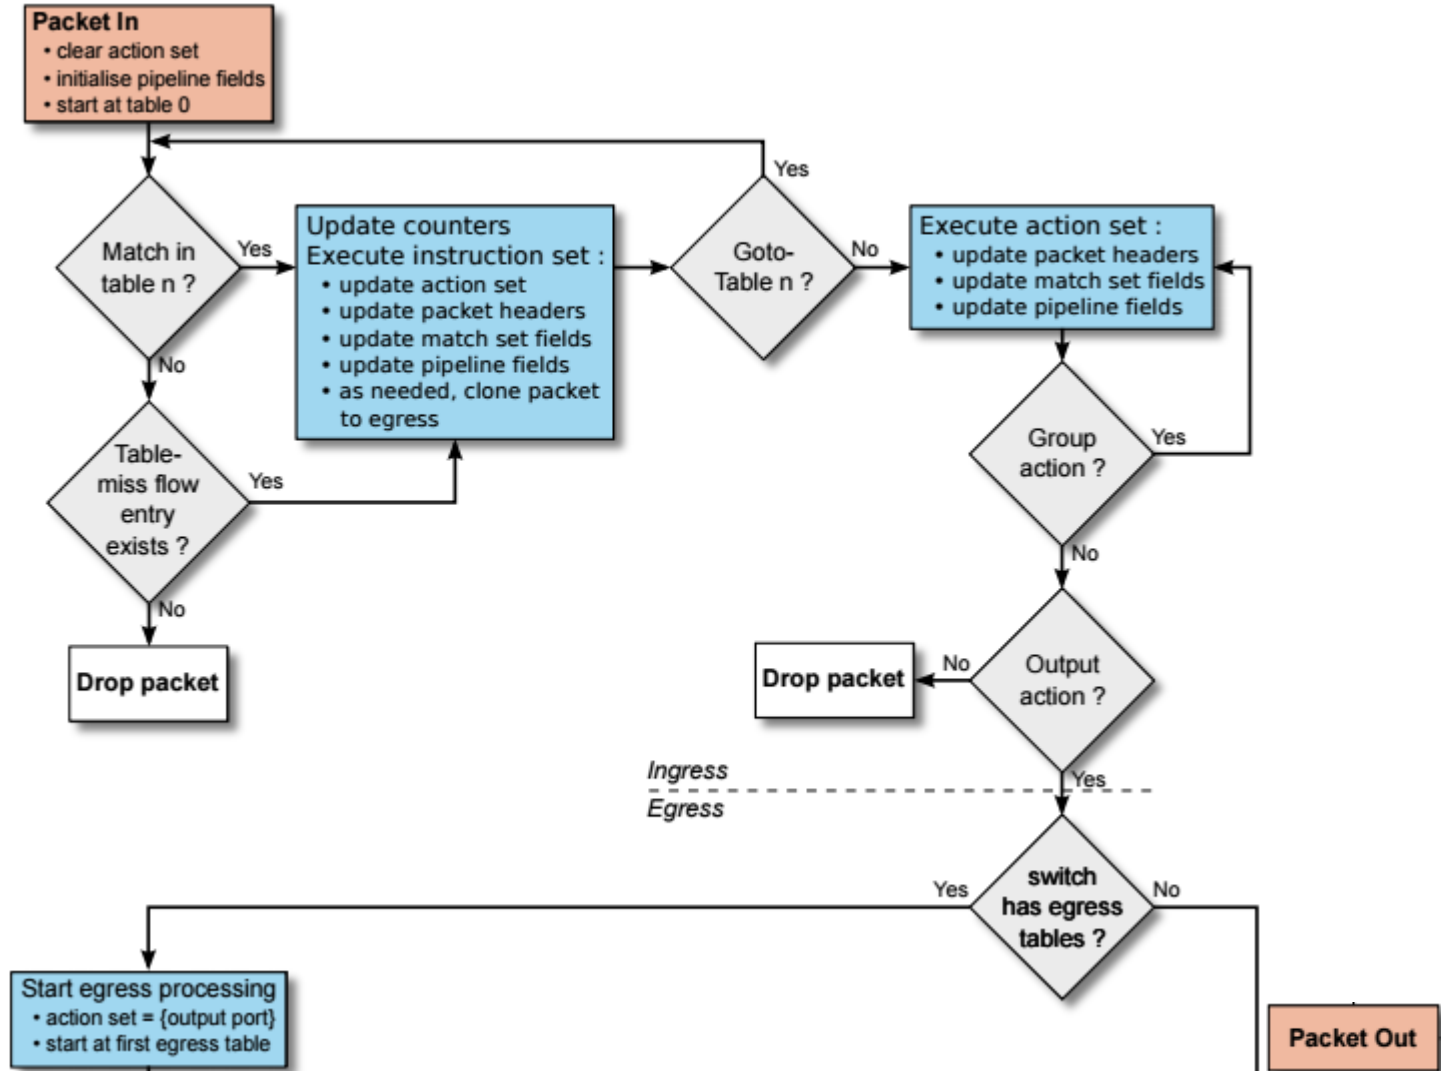 Packet In
• clear action set
• initialise pipeline fields
• start at table 0
Yes
Match in
table n ?
Yes
Update counters
Execute instruction set :
• update action set
• update packet headers
• update match set fields
• update pipeline fields
• as needed, clone packet
to egress
Goto-
Table n ?
No
Execute action set :
• update packet headers
• update match set fields
• update pipeline fields
No
Table-
miss flow
entry
exists ?
Yes
Group
action ?
Yes
No
No
Drop packet
Drop packet
No
Output
action ?
Ingress
Yes
Egress
Yes
switch
has egress
tables ?
No
Start egress processing
• action set = {output port}
• start at first egress table
Packet Out